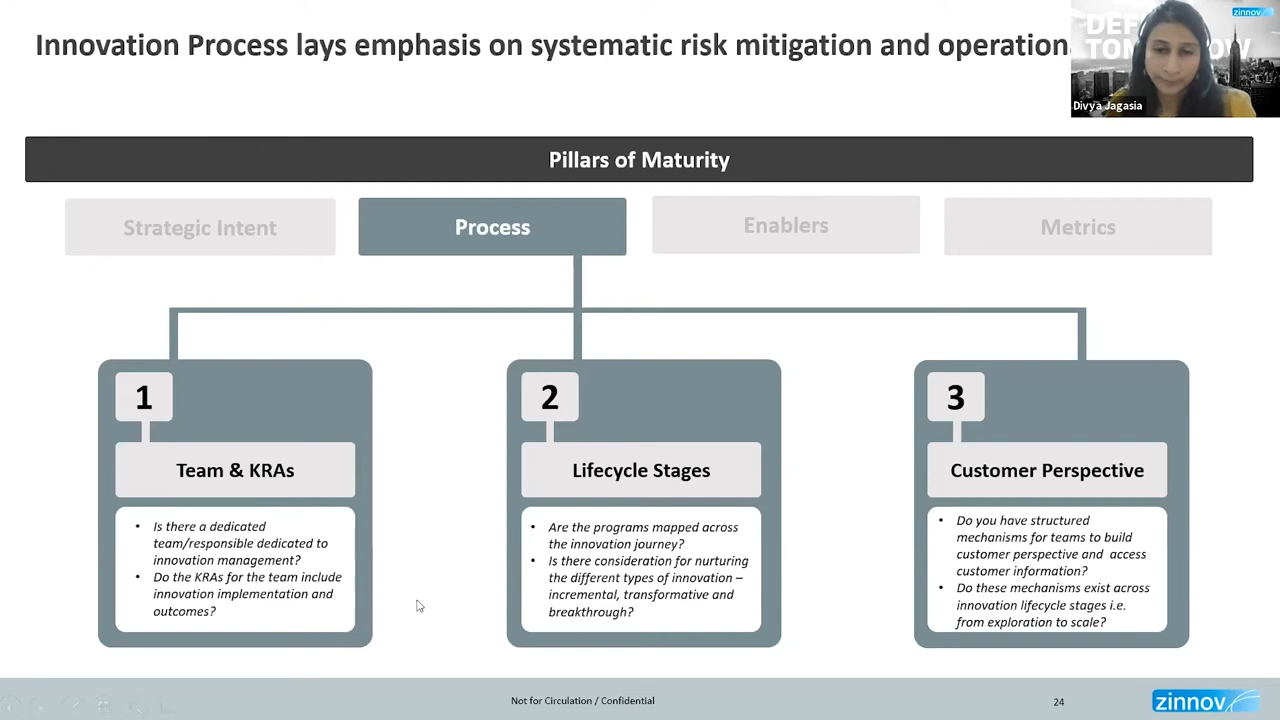 Innovation Process lays emphasis on systematic risk mitigation and operation
zinnov
DEF
TOMORROW
Divya Jagasia
Pillars of Maturity
Strategic Intent
Process
Enablers
Metrics
1
Team & KRAs
• Is there a dedicated
team/responsible dedicated to
innovation management?
• Do the KRAs for the team include
innovation implementation and
outcomes?
2
Lifecycle Stages
• Are the programs mapped across
the innovation journey?
• Is there consideration for nurturing
the different types of innovation –
incremental, transformative and
breakthrough?
3
Customer Perspective
• Do you have structured
mechanisms for teams to build
customer perspective and access
customer information?
• Do these mechanisms exist across
innovation lifecycle stages i.e.
from exploration to scale?
Not for Circulation / Confidential
24
zinnov